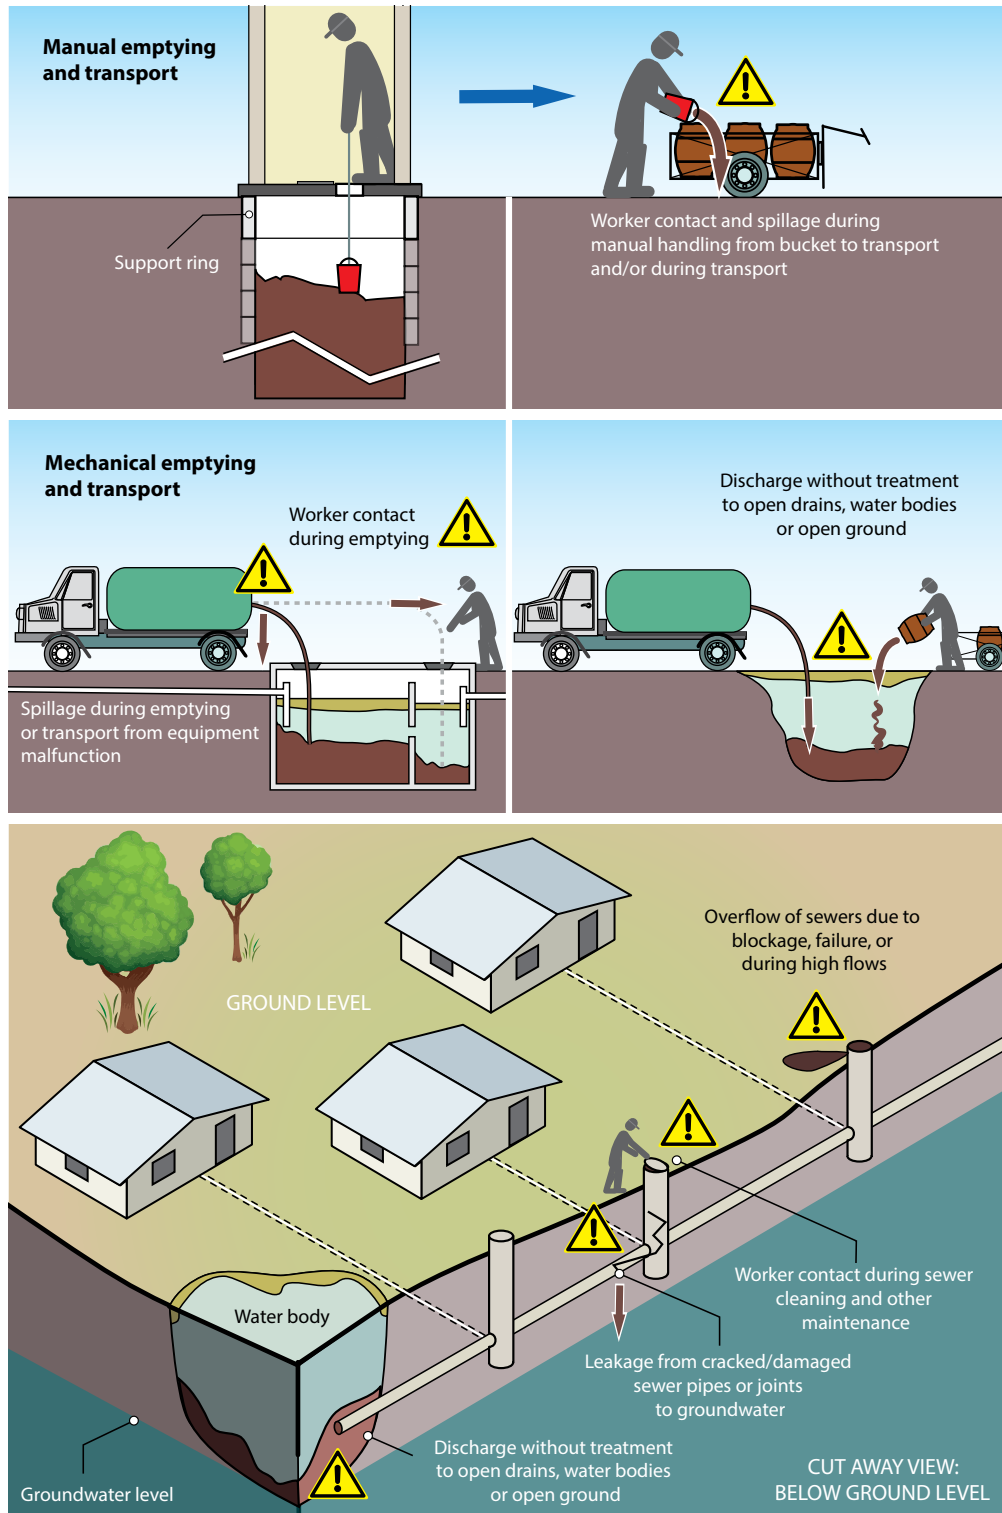 Manual emptying
and transport
Support ring
Worker contact and spillage during
manual handling from bucket to transport
and/or during transport
Mechanical emptying
and transport
Worker contact
during emptying
Spillage during emptying
or transport from equipment
malfunction
Discharge without treatment
to open drains, water bodies
or open ground
Overflow of sewers due to
blockage, failure, or
during high flows
GROUND LEVEL
Water body
Worker contact during sewer
cleaning and other
maintenance
Leakage from cracked/damaged
sewer pipes or joints
to groundwater
Discharge without treatment
to open drains, water bodies
or open ground
Groundwater level
CUT AWAY VIEW:
BELOW GROUND LEVEL